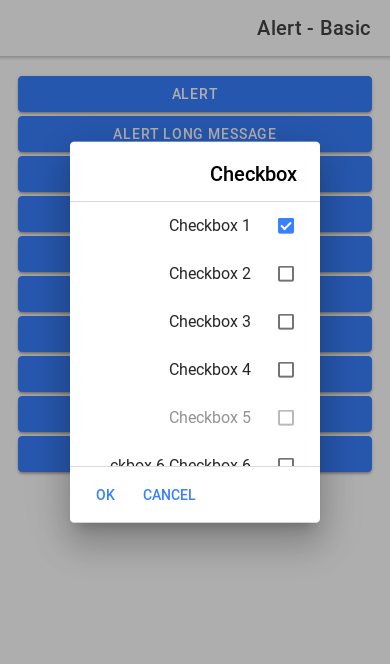 Alert - Basic
ALERT
ALERT LONG MESSAGE
Checkbox
Checkbox 1
Checkbox 2
Checkbox 3
Checkbox 4
Checkbox 5
ckbox 6 Checkbox 6
OK
CANCEL